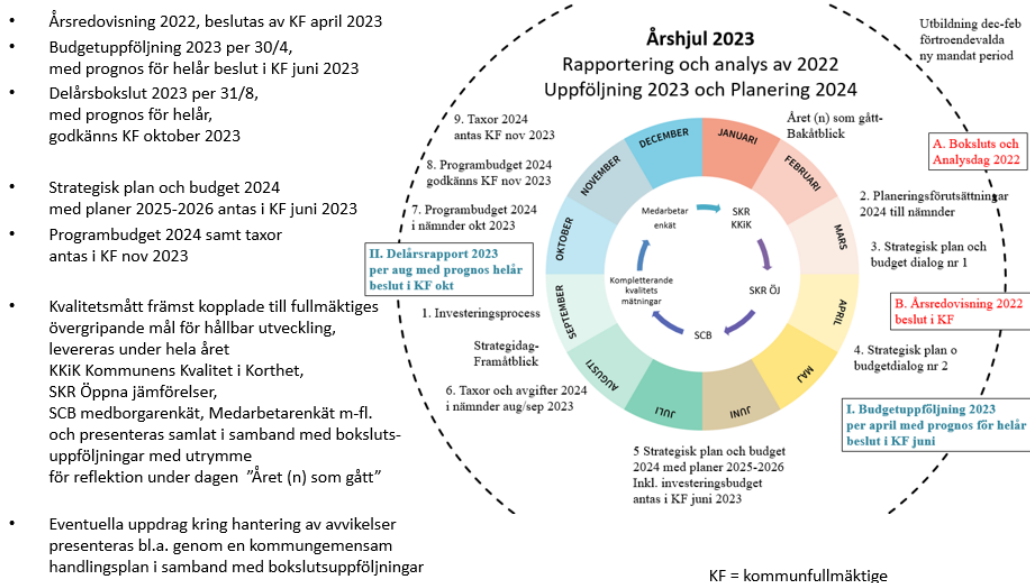 • Årsredovisning 2022, beslutas av KF april 2023
• Budgetuppföljning 2023 per 30/4,
med prognos för helår beslut i KF juni 2023
• Delårsbokslut 2023 per 31/8,
med prognos för helår,
godkänns KF oktober 2023
• Strategisk plan och budget 2024
med planer 2025-2026 antas i KF juni 2023
• Programbudget 2024 samt taxor
antas i KF nov 2023
• Kvalitetsmått främst kopplade till fullmäktiges
övergripande mål för hållbar utveckling,
levereras under hela året
KKiK Kommunens Kvalitet i Korthet,
SKR Öppna jämförelser,
SCB medborgarenkät, Medarbetarenkät m-fl.
och presenteras samlat i samband med boksluts-
uppföljningar med utrymme
för reflektion under dagen ”Året (n) som gått”
• Eventuella uppdrag kring hantering av avvikelser
presenteras bl.a. genom en kommungemensam
handlingsplan i samband med bokslutsuppföljningar
Årshjul 2023
Rapportering och analys av 2022
Uppföljning 2023 och Planering 2024
Utbildning dec-feb
förtroendevalda
ny mandat period
Året (n) som gått-
Bakåtblick
A. Boksluts och
Analysdag 2022
2. Planeringsförutsättningar
2024 till nämnder
3. Strategisk plan och
budget dialog nr 1
B. Årsredovisning 2022
beslut i KF
4. Strategisk plan o
budgetdialog nr 2
I. Budgetuppföljning 2023
per april med prognos för helår
beslut i KF juni
5 Strategisk plan och budget
2024 med planer 2025-2026
Inkl. investeringsbudget
antas i KF juni 2023
6. Taxor och avgifter 2024
i nämnder aug/sep 2023
Strategidag-
Framåtblick
1. Investeringsprocess
II. Delårsrapport 2023
per aug med prognos helår
beslut i KF okt
7. Programbudget 2024
i nämnder okt 2023
8. Programbudget 2024
godkänns KF nov 2023
9. Taxor 2024
antas KF nov 2023
JANUARI
FEBRUARI
MARS
APRIL
MAJ
JUNI
JULI
AUGUSTI
SEPTEMBER
OKTOBER
NOVEMBER
DECEMBER
SKR
KKiK
SKR ÖJ
SCB
Kompletterande
kvalitets
mätningar
Medarbetar
enkät
KF = kommunfullmäktige